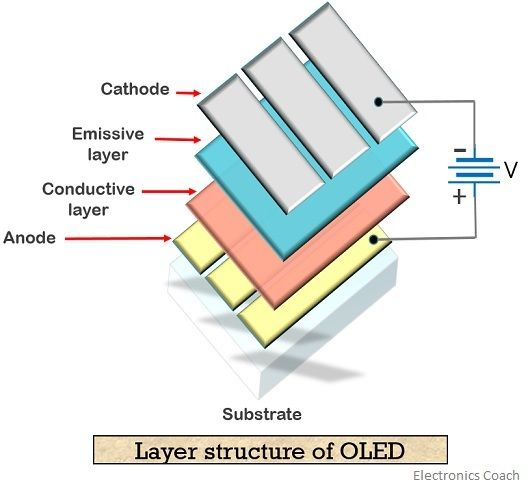 Cathode
Emissive
layer
Conductive
layer
Anode
-
V
+
Substrate
Layer structure of OLED
Electronics Coach